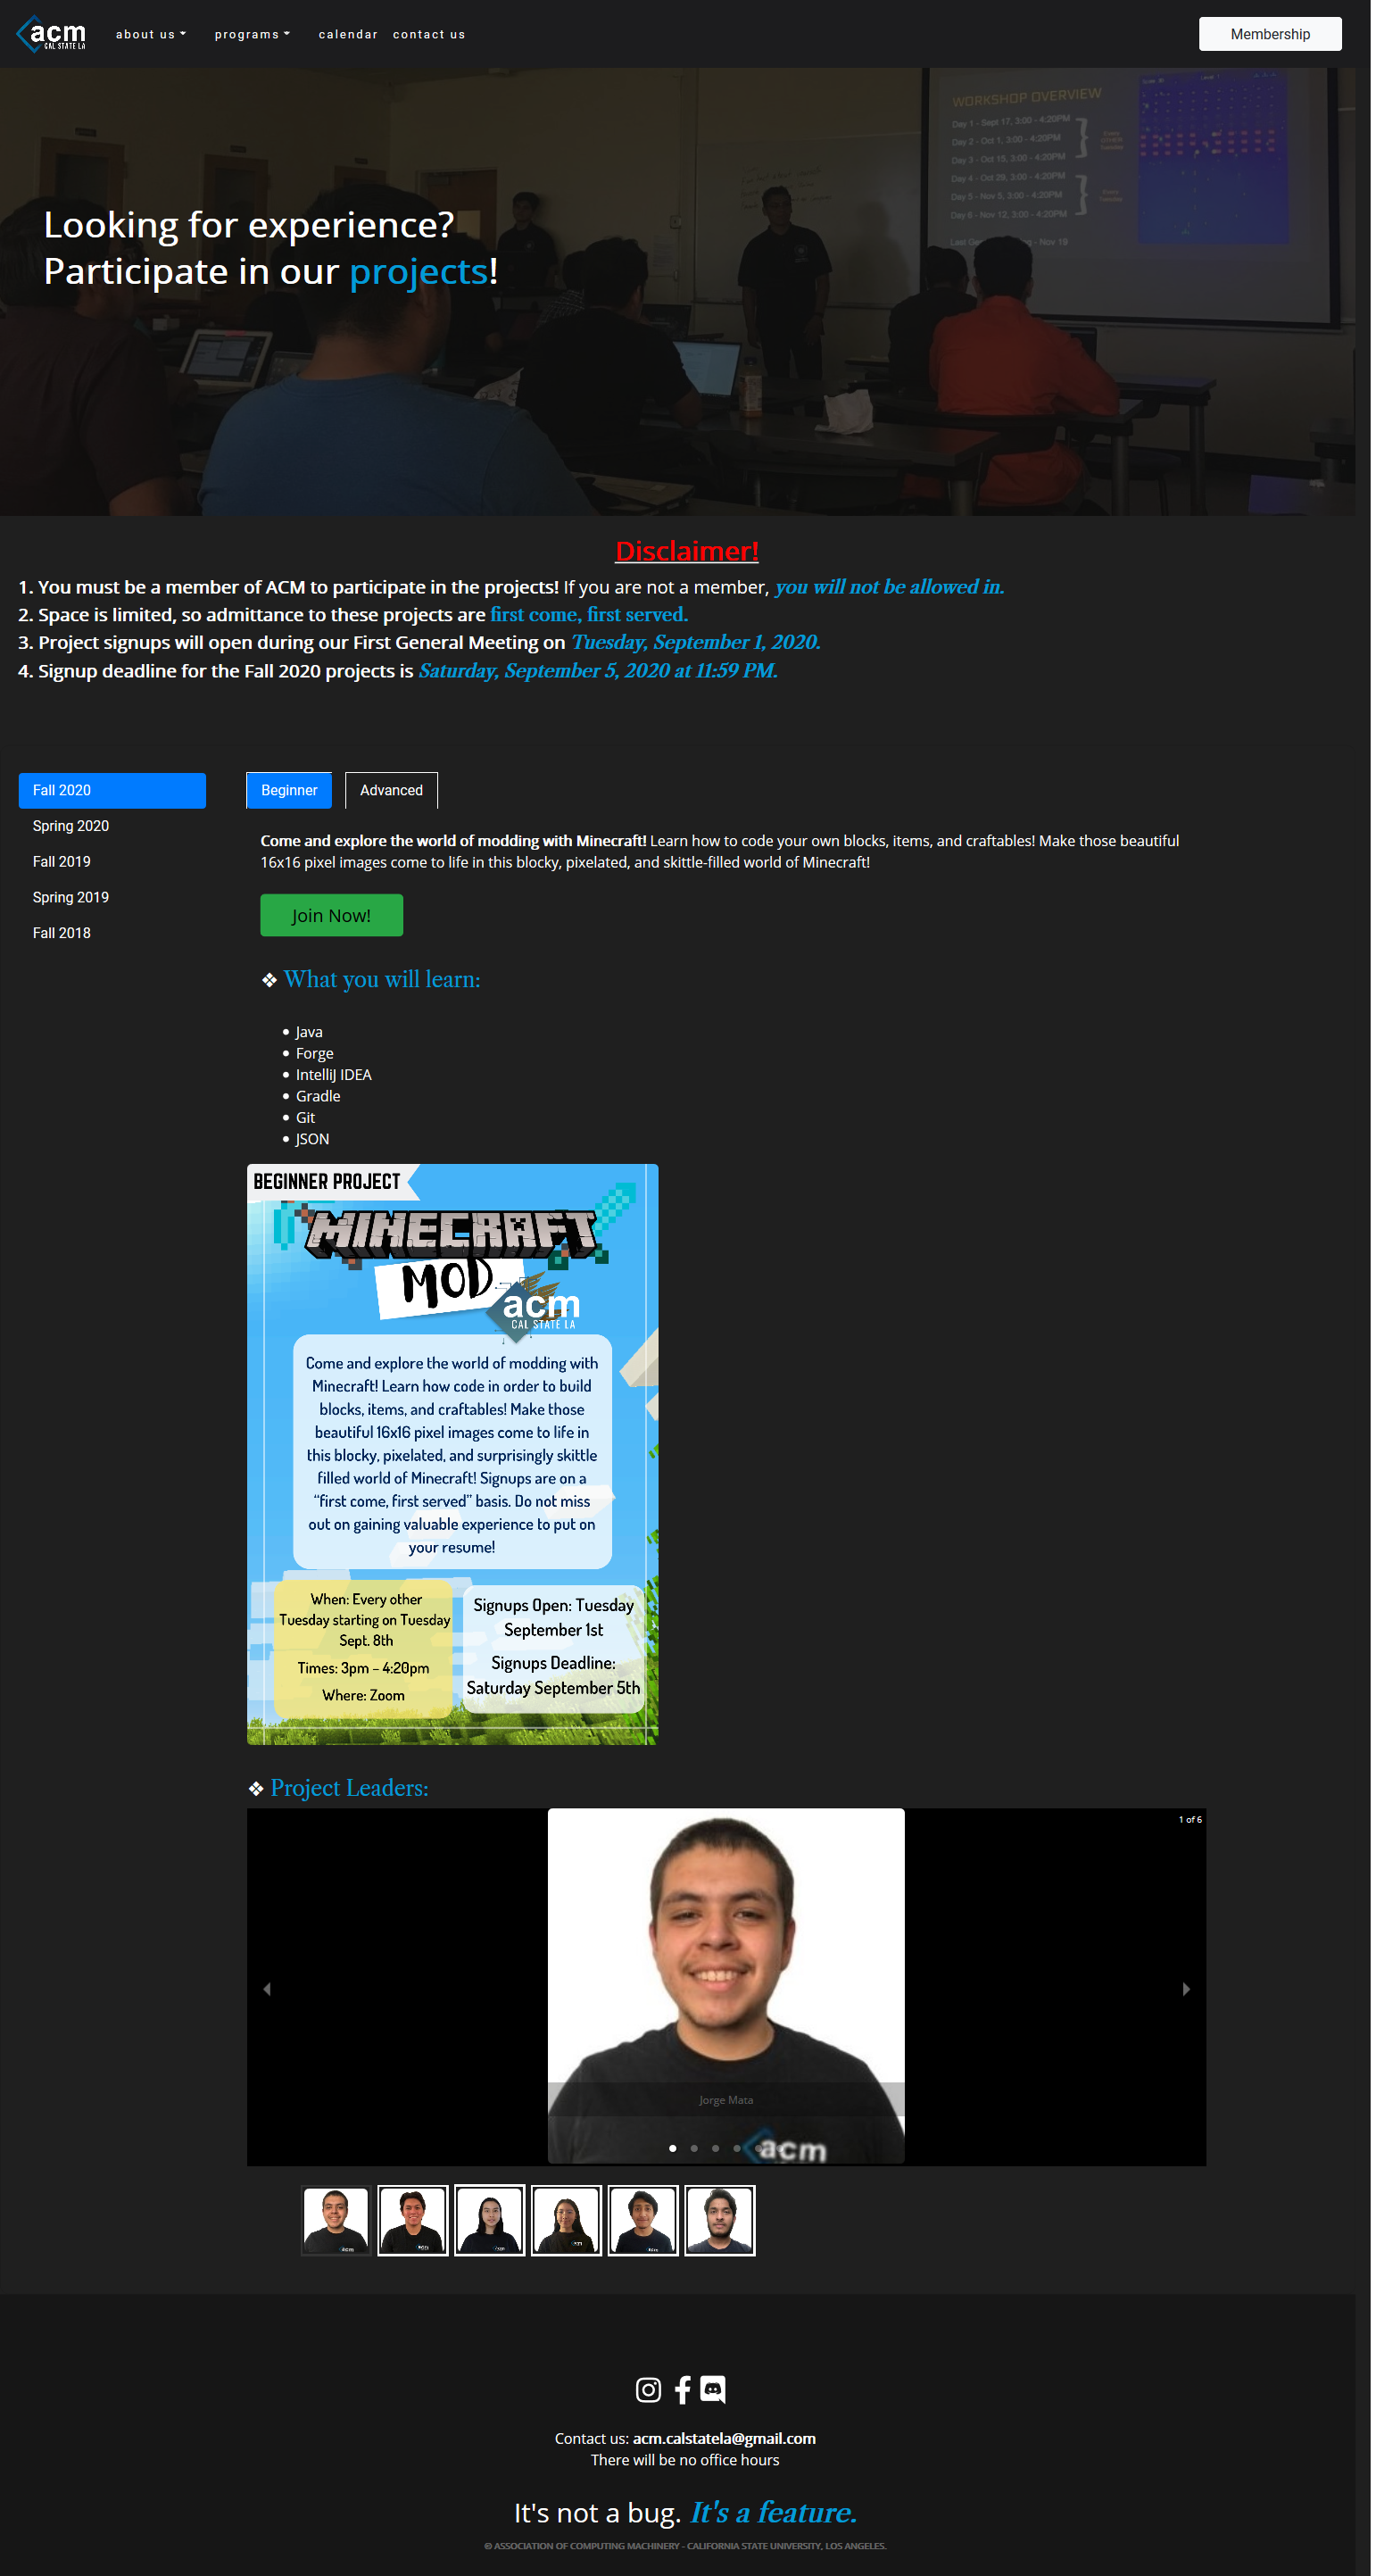 acm
CAL STATE LA
about us
programs
calendar
contact us
Membership
WORKSHOP OVERVIEW
Day 1 - Sept 17, 3:00 - 4:20PM
Day 2 - Oct 1, 3:00 - 4:20PM
Day 3 - Oct 15, 3:00 - 4:20PM
Day 4 - Oct 29, 3:00 - 4:20PM
Day 5 - Nov 5, 3:00 - 4:20PM
Day 6 - Nov 12, 3:00 - 4:20PM
Every
Tuesday
- Nov 19
Looking for experience?
Participate in our projects!
Disclaimer!
1. You must be a member of ACM to participate in the projects! If you are not a member, you will not be allowed in.
2. Space is limited, so admittance to these projects are first come, first served.
3. Project signups will open during our First General Meeting on Tuesday, September 1, 2020.
4. Signup deadline for the Fall 2020 projects is Saturday, September 5, 2020 at 11:59 PM.
Fall 2020
Spring 2020
Fall 2019
Spring 2019
Fall 2018
Beginner
Advanced
Come and explore the world of modding with Minecraft! Learn how to code your own blocks, items, and craftables! Make those beautiful
16x16 pixel images come to life in this blocky, pixelated, and skittle-filled world of Minecraft!
Join Now!
❖ What you will learn:
• Java
• Forge
• IntelliJ IDEA
• Gradle
• Git
• JSON
BEGINNER PROJECT
MINECRAFT
MOD
acm
CAL STATE LA
Come and explore the world of modding with
Minecraft! Learn how code in order to build
blocks, items, and craftables! Make those
beautiful 16x16 pixel images come to life in
this blocky, pixelated, and surprisingly skittle
filled world of Minecraft! Signups are on a
“first come, first served” basis. Do not miss
out on gaining valuable experience to put on
your resume!
When: Every other
Tuesday starting on Tuesday
Sept. 8th
Times: 3pm – 4:20pm
Where: Zoom
Signups Open: Tuesday
September 1st
Signups Deadline:
Saturday September 5th
❖ Project Leaders:
1 of 6
Jorge Mata
acm
Contact us: acm.calstatela@gmail.com
There will be no office hours
It's not a bug. It's a feature.
© ASSOCIATION OF COMPUTING MACHINERY - CALIFORNIA STATE UNIVERSITY, LOS ANGELES.